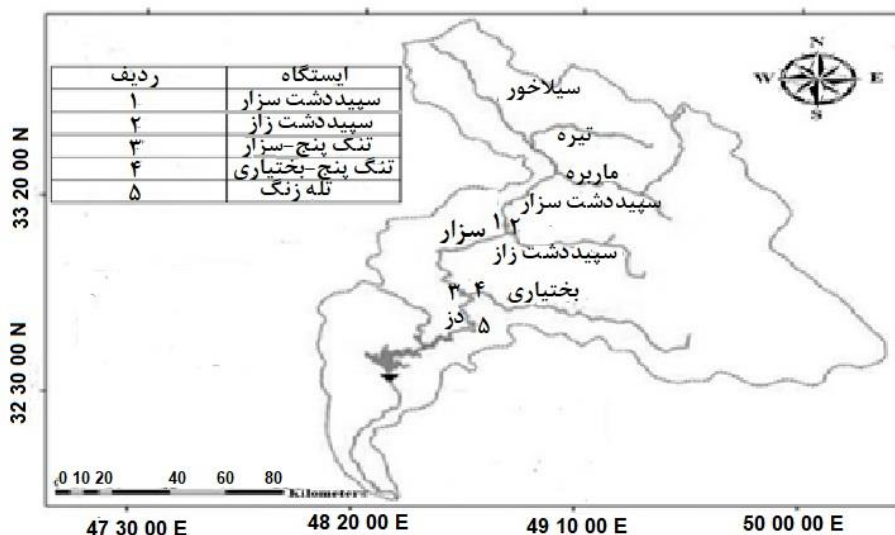 ایستگاه ردیف
سپیددشت سزار ۱
سپیددشت زاز ۲
تنگ پنج-سزار ۳
تنگ پنج-بختیاری ۴
تله زنگ ۵
N
W E
S
سیلاخور
تیره
ماربره
سپیددشت سزار
۱ ۲
سزار
سپیددشت زاز
بختیاری
۳ ۴
دز
۵
33 20 00 N
32 30 00 N
0 10 20 40 60 80
Kilometers
47 30 00 E 48 20 00 E 49 10 00 E 50 00 00 E